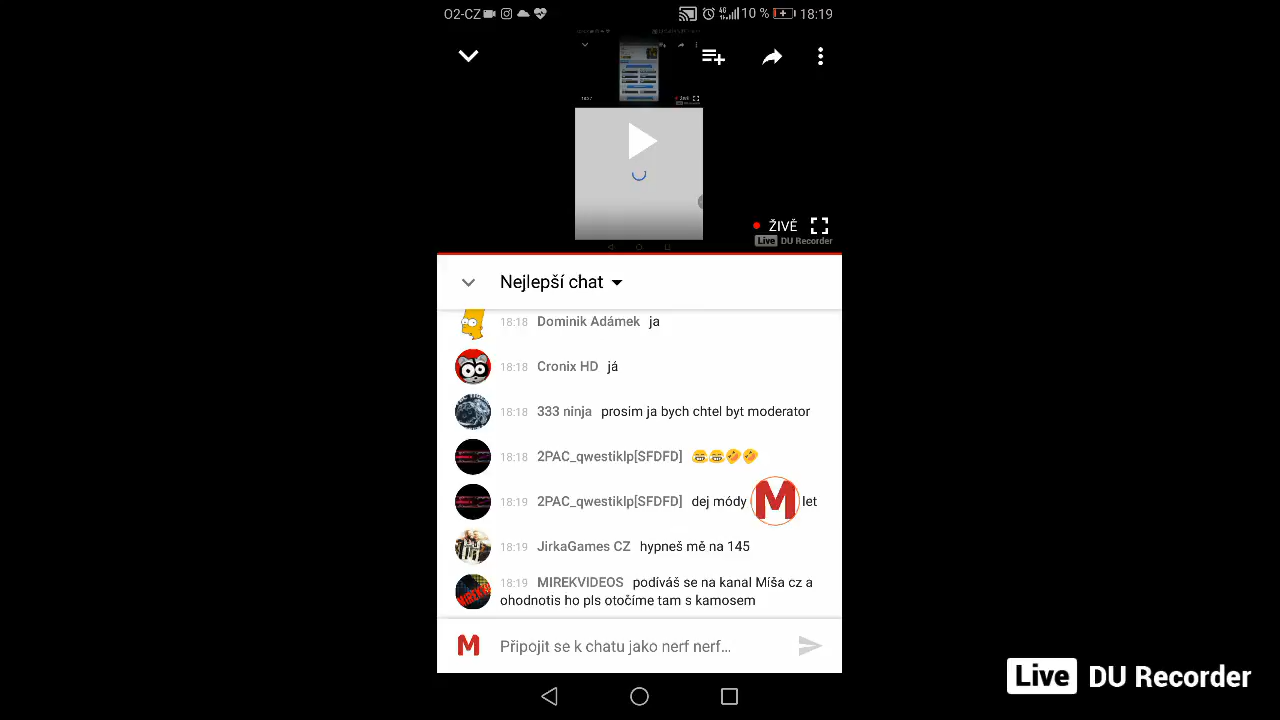 O2-CZ 4G 10 % 18:19
ŽIVĚ
Live DU Recorder
Nejlepší chat
18:18 Dominik Adámek ja
18:18 Cronix HD já
18:18 333 ninja prosim ja bych chtel byt moderator
18:18 2PAC_qwestiklp[SFDFD] 😂😂🤣🤣
18:19 2PAC_qwestiklp[SFDFD] dej módy M let
18:19 JirkaGames CZ hypneš mě na 145
18:19 MIREKVIDEOS podíváš se na kanal Míša cz a
ohodnotis ho pls otočíme tam s kamosem
M Připojit se k chatu jako nerf nerf…
Live DU Recorder